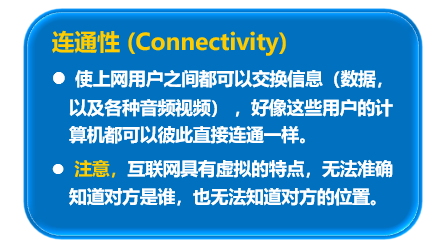 连通性 (Connectivity)
● 使上网用户之间都可以交换信息（数据，
以及各种音频视频），好像这些用户的计
算机都可以彼此直接连通一样。
● 注意，互联网具有虚拟的特点，无法准确
知道对方是谁，也无法知道对方的位置。